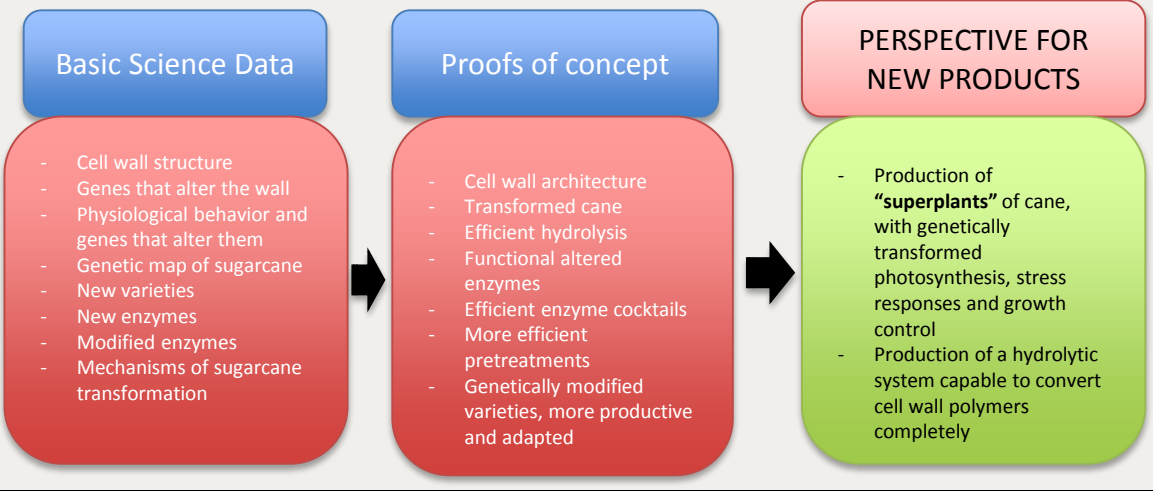 Basic Science Data
- Cell wall structure
- Genes that alter the wall
- Physiological behavior and
genes that alter them
- Genetic map of sugarcane
- New varieties
- New enzymes
- Modified enzymes
- Mechanisms of sugarcane
transformation
Proofs of concept
- Cell wall architecture
- Transformed cane
- Efficient hydrolysis
- Functional altered
enzymes
- Efficient enzyme cocktails
- More efficient
pretreatments
- Genetically modified
varieties, more productive
and adapted
PERSPECTIVE FOR
NEW PRODUCTS
- Production of
“superplants” of cane,
with genetically
transformed
photosynthesis, stress
responses and growth
control
- Production of a hydrolytic
system capable to convert
cell wall polymers
completely